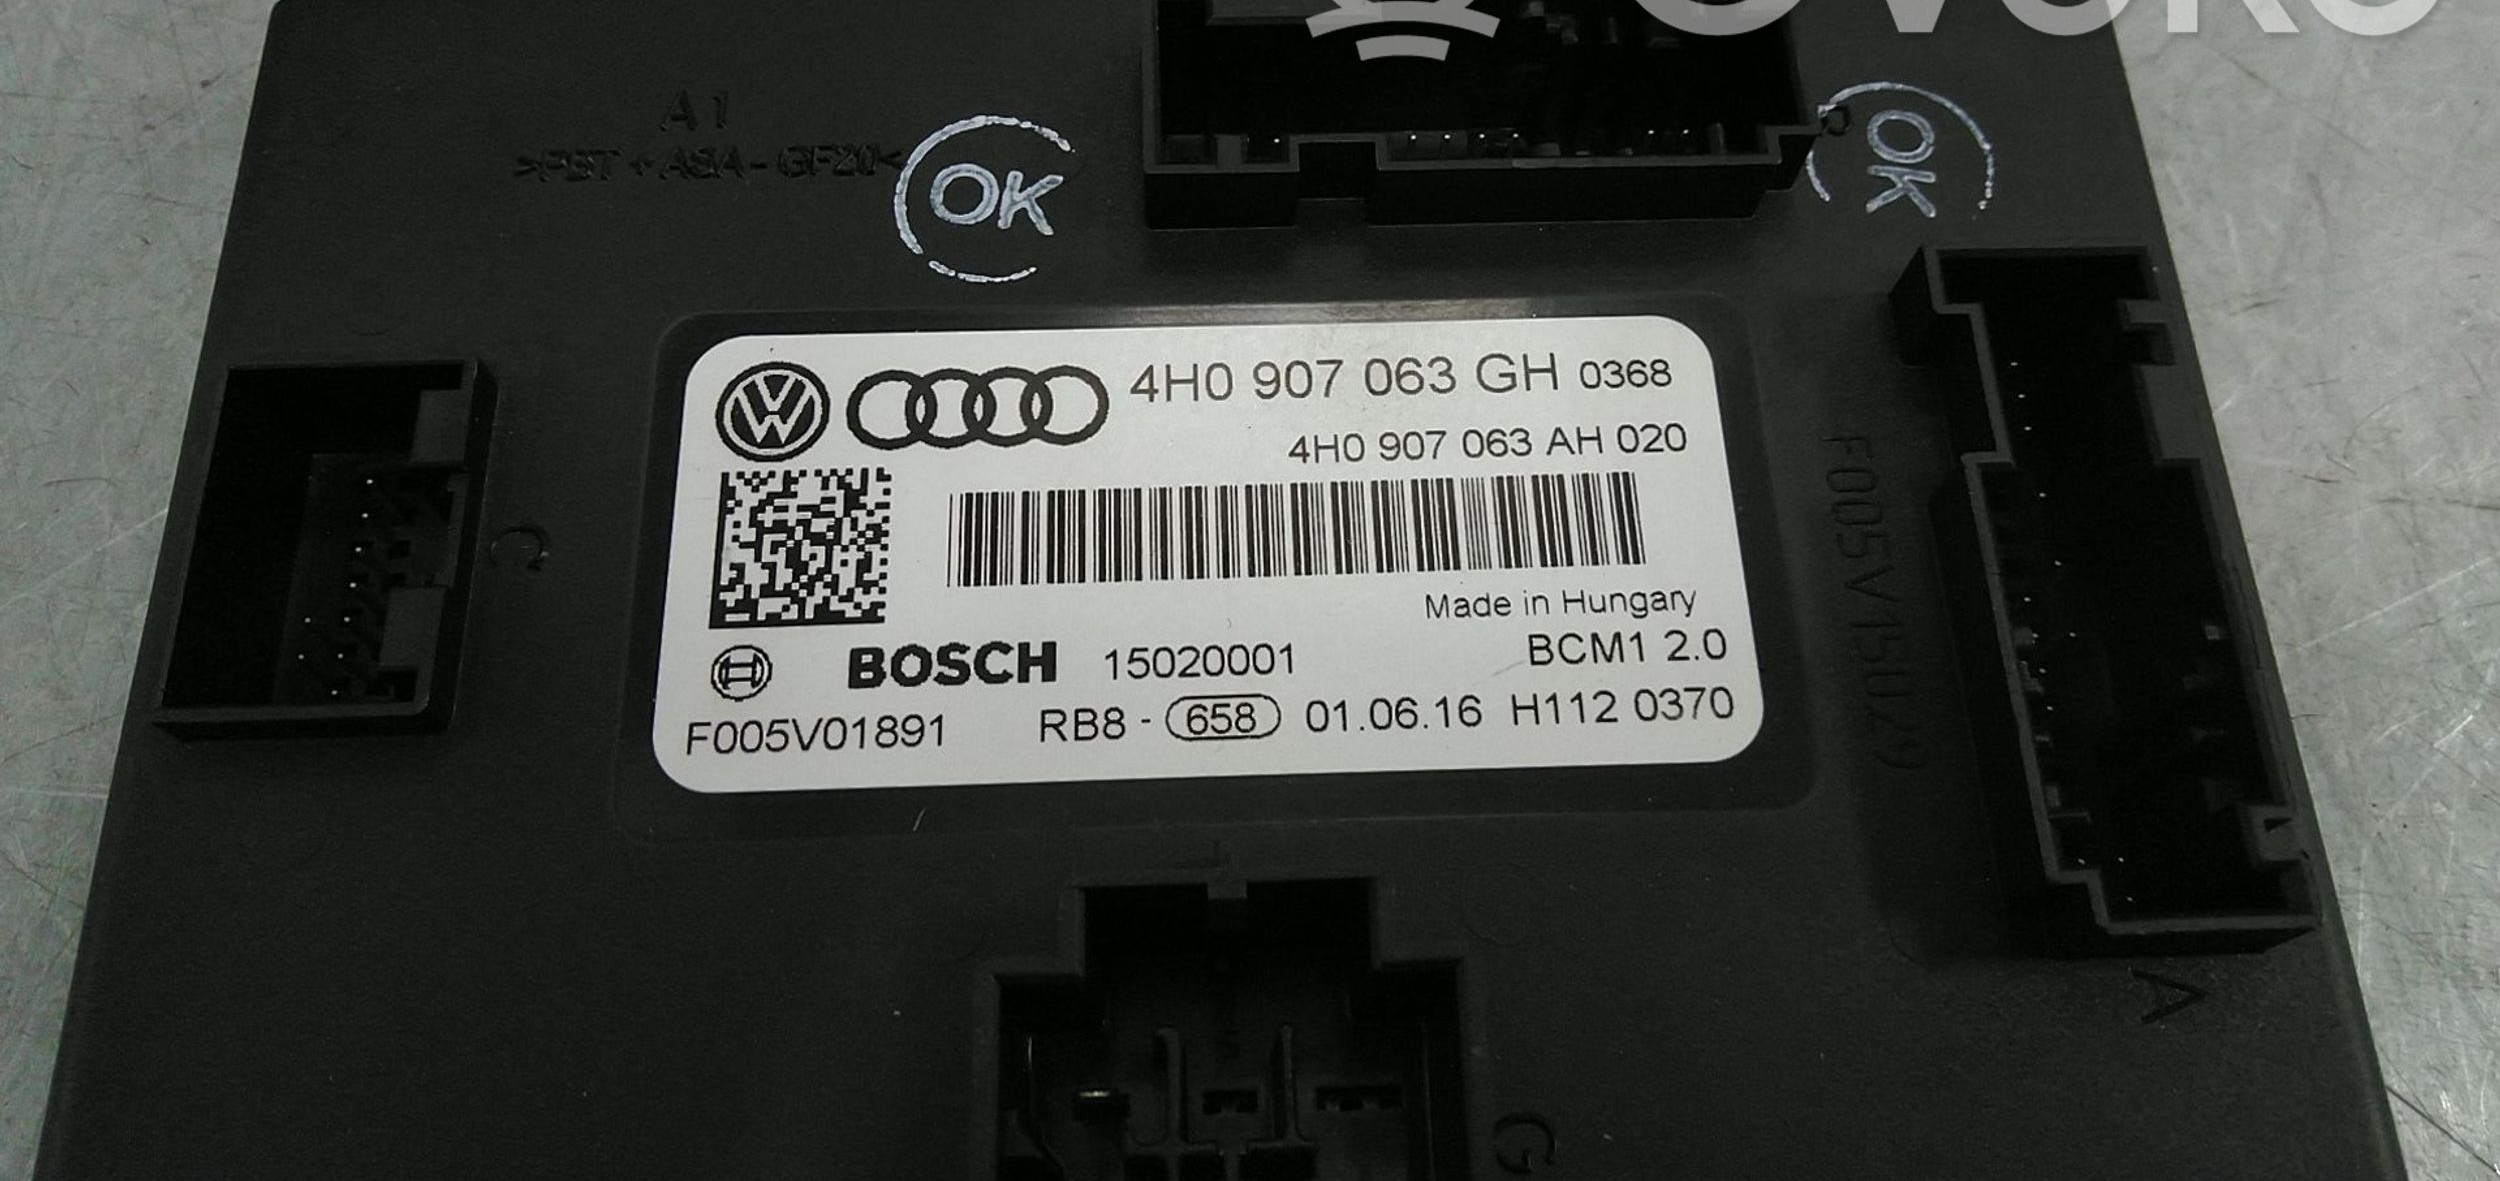 A1
>PBT + ASA - GF20<
OK
OK
4H0 907 063 GH 0368
4H0 907 063 AH 020
Made in Hungary
BOSCH 15020001 BCM1 2.0
F005V01891 RB8 - 658 01.06.16 H112 0370
C
A
G